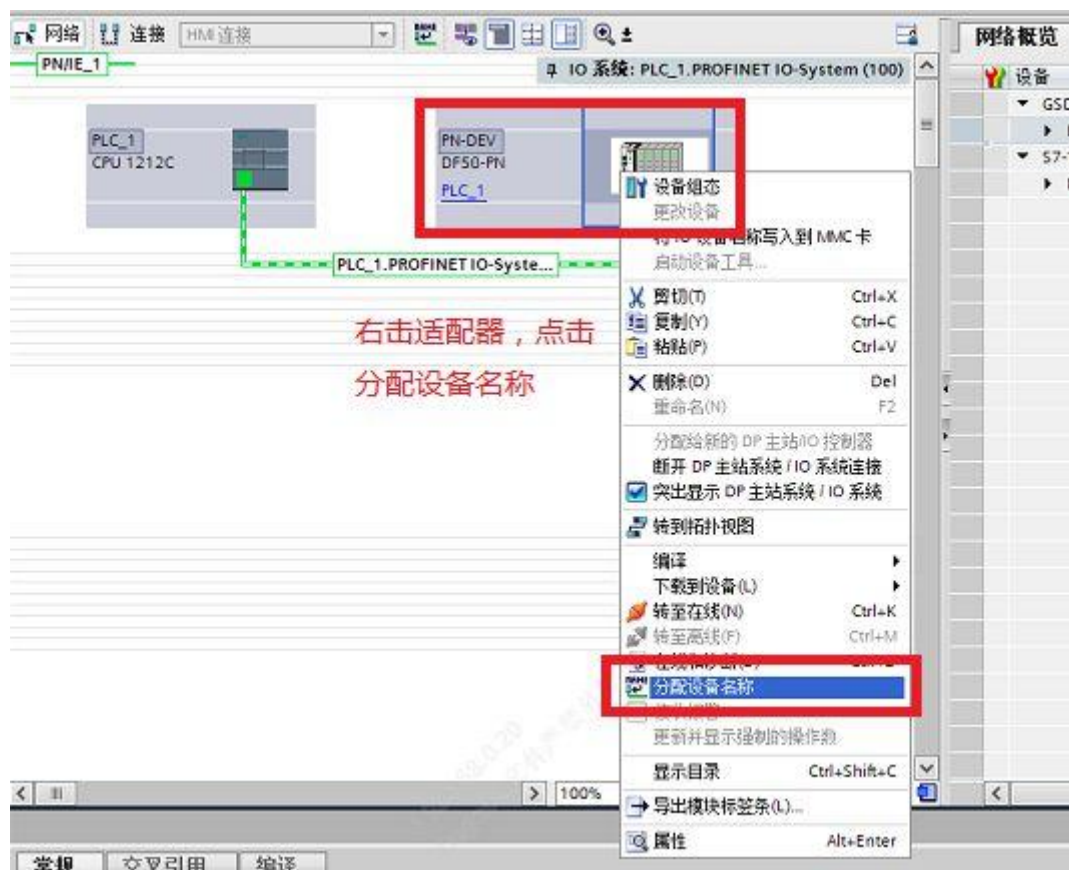 网络 连接 HMI 连接
网络概览
PN/IE_1
IO 系统: PLC_1.PROFINET IO-System (100)
设备
GSD
S7-
PLC_1
CPU 1212C
PN-DEV
DF50-PN
PLC_1
PLC_1.PROFINET IO-Syste...
右击适配器，点击
分配设备名称
设备组态
更改设备
将 IO 设备名称写入到 MMC 卡
启动设备工具...
剪切(T) Ctrl+X
复制(Y) Ctrl+C
粘贴(P) Ctrl+V
删除(D) Del
重命名(N) F2
分配给新的 DP 主站/IO 控制器
断开 DP 主站系统 / IO 系统连接
突出显示 DP 主站系统 / IO 系统
转到拓扑视图
编译
下载到设备(L)
转至在线(N) Ctrl+K
转至离线(F) Ctrl+M
分配设备名称
更新并显示强制的操作数
显示目录 Ctrl+Shift+C
导出模块标签条(L)...
属性 Alt+Enter
100%
常规 交叉引用 编译